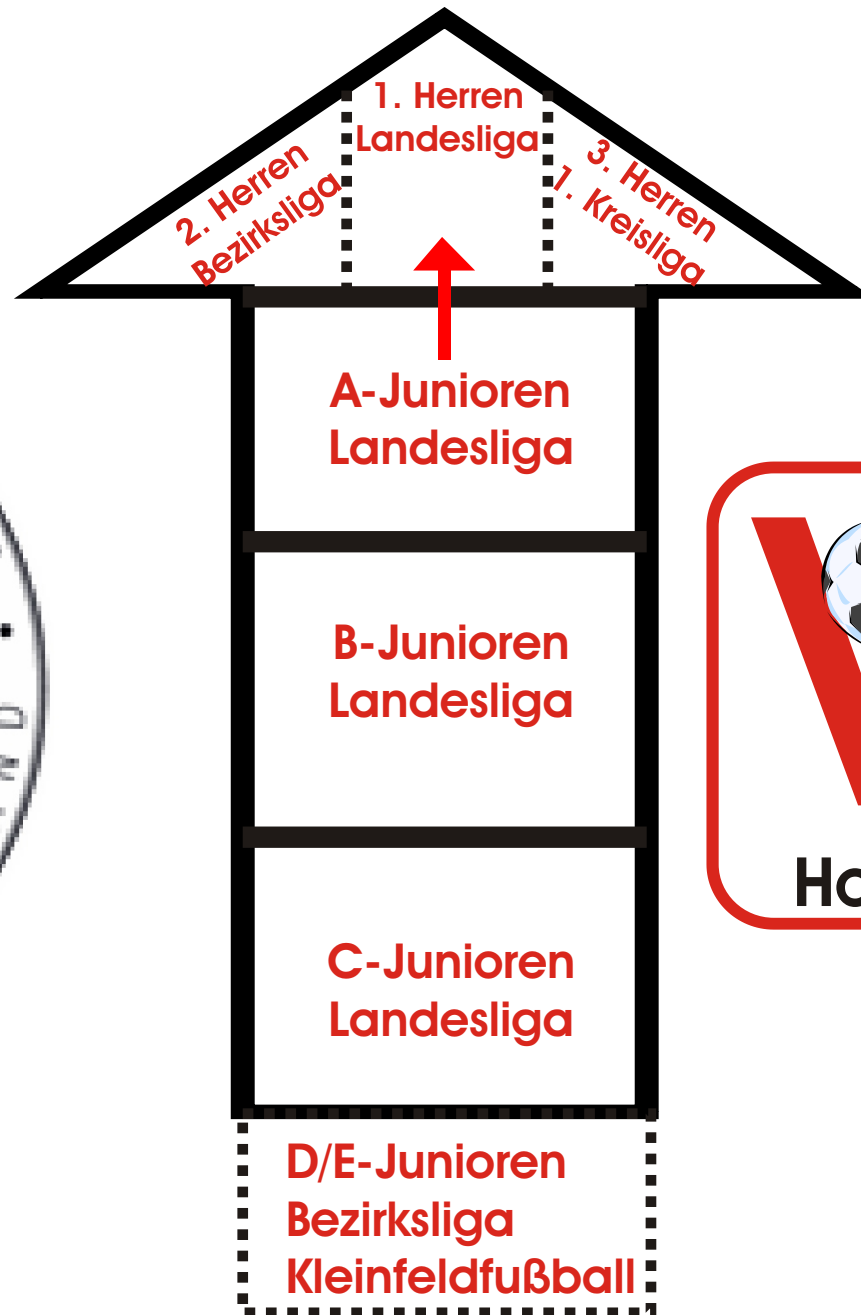 1. Herren
Landesliga
2. Herren
Bezirksliga
3. Herren
1. Kreisliga
A-Junioren
Landesliga
B-Junioren
Landesliga
C-Junioren
Landesliga
D/E-Junioren
Bezirksliga
Kleinfeldfußball